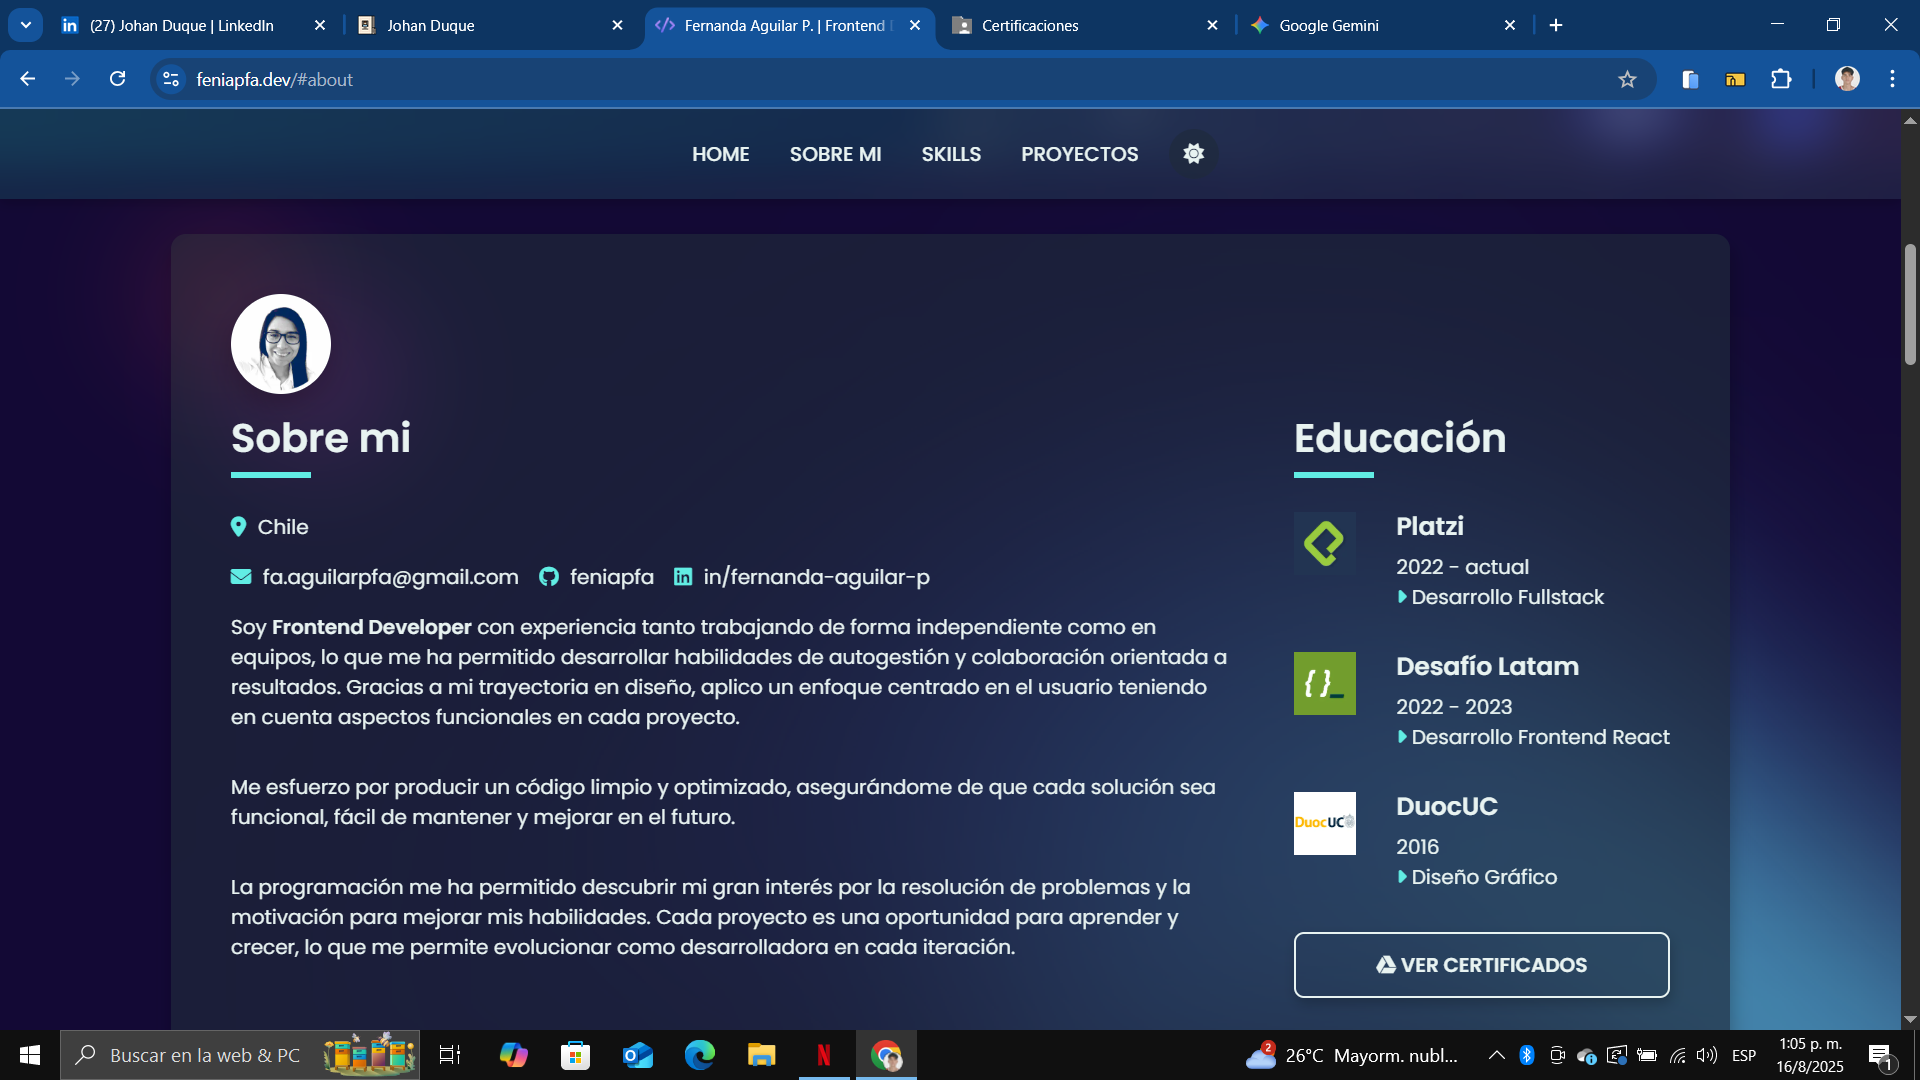 (27) Johan Duque | LinkedIn
Johan Duque
Fernanda Aguilar P. | Frontend
Certificaciones
Google Gemini
feniapfa.dev/#about
HOME
SOBRE MI
SKILLS
PROYECTOS
Sobre mi
Chile
fa.aguilarpfa@gmail.com feniapfa in/fernanda-aguilar-p
Soy Frontend Developer con experiencia tanto trabajando de forma independiente como en
equipos, lo que me ha permitido desarrollar habilidades de autogestión y colaboración orientada a
resultados. Gracias a mi trayectoria en diseño, aplico un enfoque centrado en el usuario teniendo
en cuenta aspectos funcionales en cada proyecto.
Me esfuerzo por producir un código limpio y optimizado, asegurándome de que cada solución sea
funcional, fácil de mantener y mejorar en el futuro.
La programación me ha permitido descubrir mi gran interés por la resolución de problemas y la
motivación para mejorar mis habilidades. Cada proyecto es una oportunidad para aprender y
crecer, lo que me permite evolucionar como desarrolladora en cada iteración.
Educación
Platzi
2022 - actual
Desarrollo Fullstack
{ }_
Desafío Latam
2022 - 2023
Desarrollo Frontend React
DuocUC
DuocUC
2016
Diseño Gráfico
VER CERTIFICADOS
Buscar en la web & PC
2
26°C Mayorm. nubl...
ESP
1:05 p. m.
16/8/2025
1